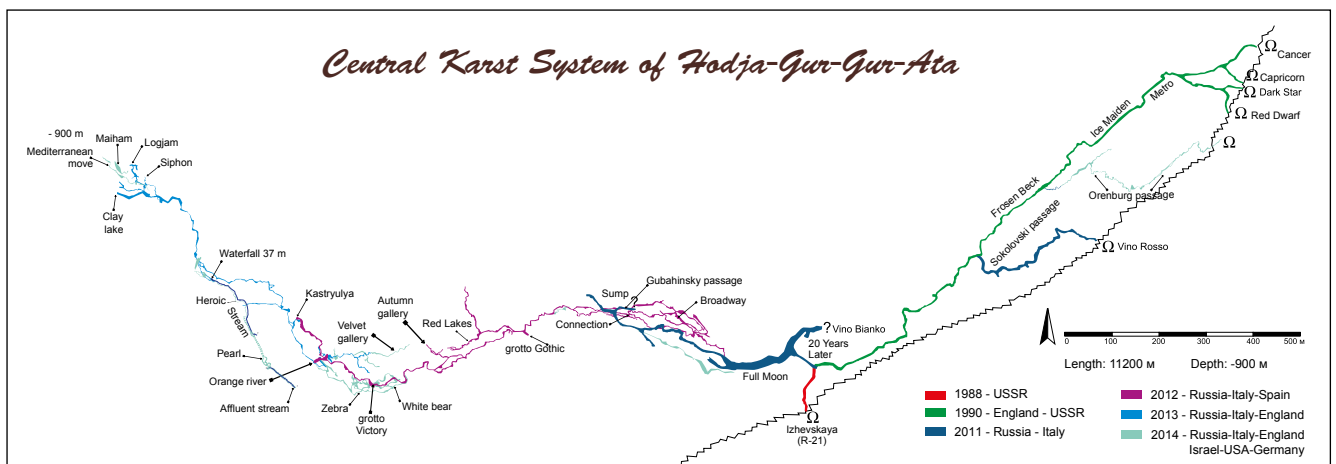 Central Karst System of Hodja-Gur-Gur-Ata
Ω Cancer
Ω Capricorn
Ω Dark Star
Ω Red Dwarf
Ω
Metro
Ice Maiden
Frosen Beck
Orenburg passage
Sokolovski passage
Ω Vino Rosso
- 900 m
Maiham
Logjam
Mediterranean
move
Siphon
Clay
lake
Waterfall 37 m
Heroic
Stream
Kastryulya
Pearl
Orange river
Affluent stream
Velvet
gallery
Autumn
gallery
Red Lakes
grotto Gothic
Zebra
grotto
Victory
White bear
Sump
Gubahinsky passage
Broadway
Connection
? Vino Bianko
20 Years
Later
Full Moon
Ω
Izhevskaya
(R-21)
0 100 200 300 400 500 м
Length: 11200 м Depth: -900 м
1988 - USSR
1990 - England - USSR
2011 - Russia - Italy
2012 - Russia-Italy-Spain
2013 - Russia-Italy-England
2014 - Russia-Italy-England
Israel-USA-Germany